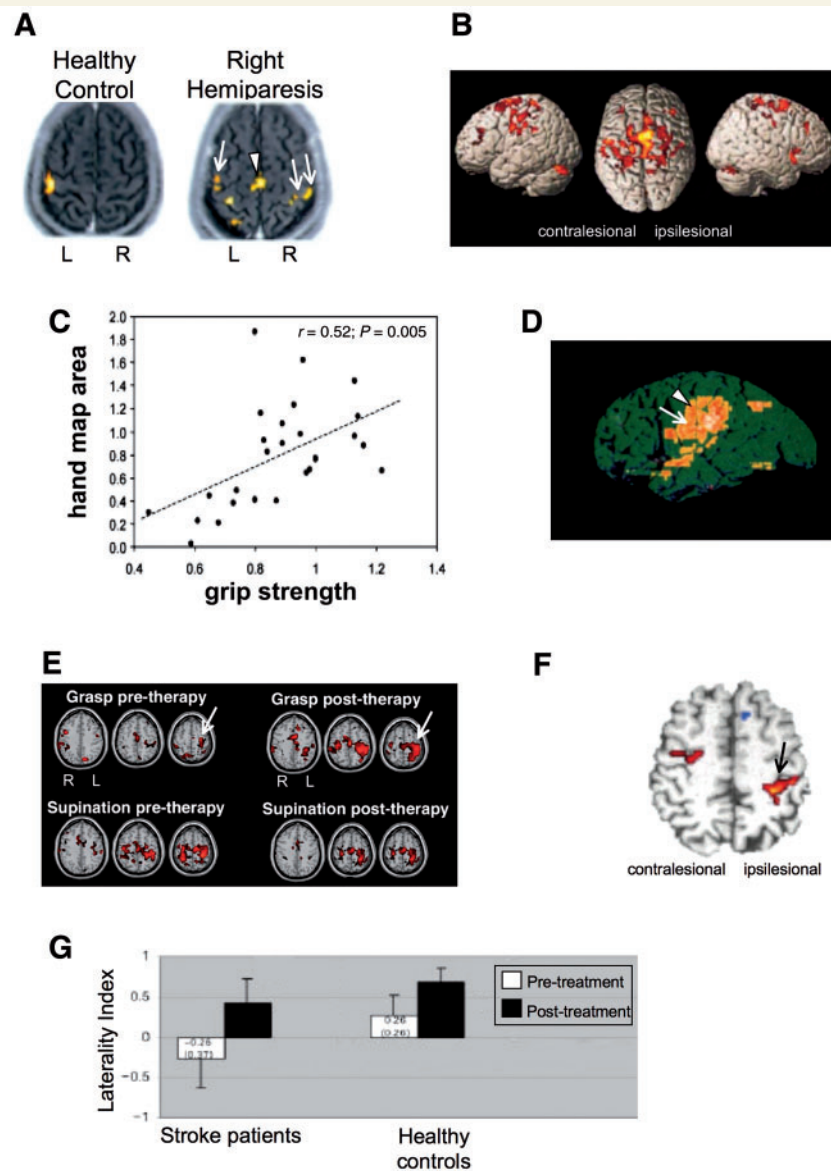 A
Healthy
Control
Right
Hemiparesis
L R
L R
B
contralesional ipsilesional
C
r = 0.52; P = 0.005
hand map area
2.0
1.8
1.6
1.4
1.2
1.0
0.8
0.6
0.4
0.2
0.0
0.4 0.6 0.8 1 1.2 1.4
grip strength
D
E
Grasp pre-therapy
R L
Grasp post-therapy
R L
Supination pre-therapy
Supination post-therapy
F
contralesional ipsilesional
G
Laterality Index
1
0.5
0
−0.5
−1
Pre-treatment
Post-treatment
−0.26
(0.37)
0.26
(0.26)
Stroke patients
Healthy
controls